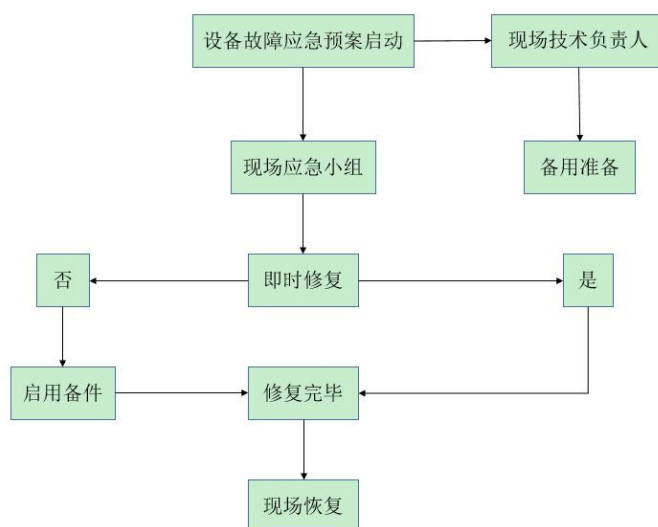 设备故障应急预案启动
现场技术负责人
现场应急小组
备用准备
否
即时修复
是
启用备件
修复完毕
现场恢复